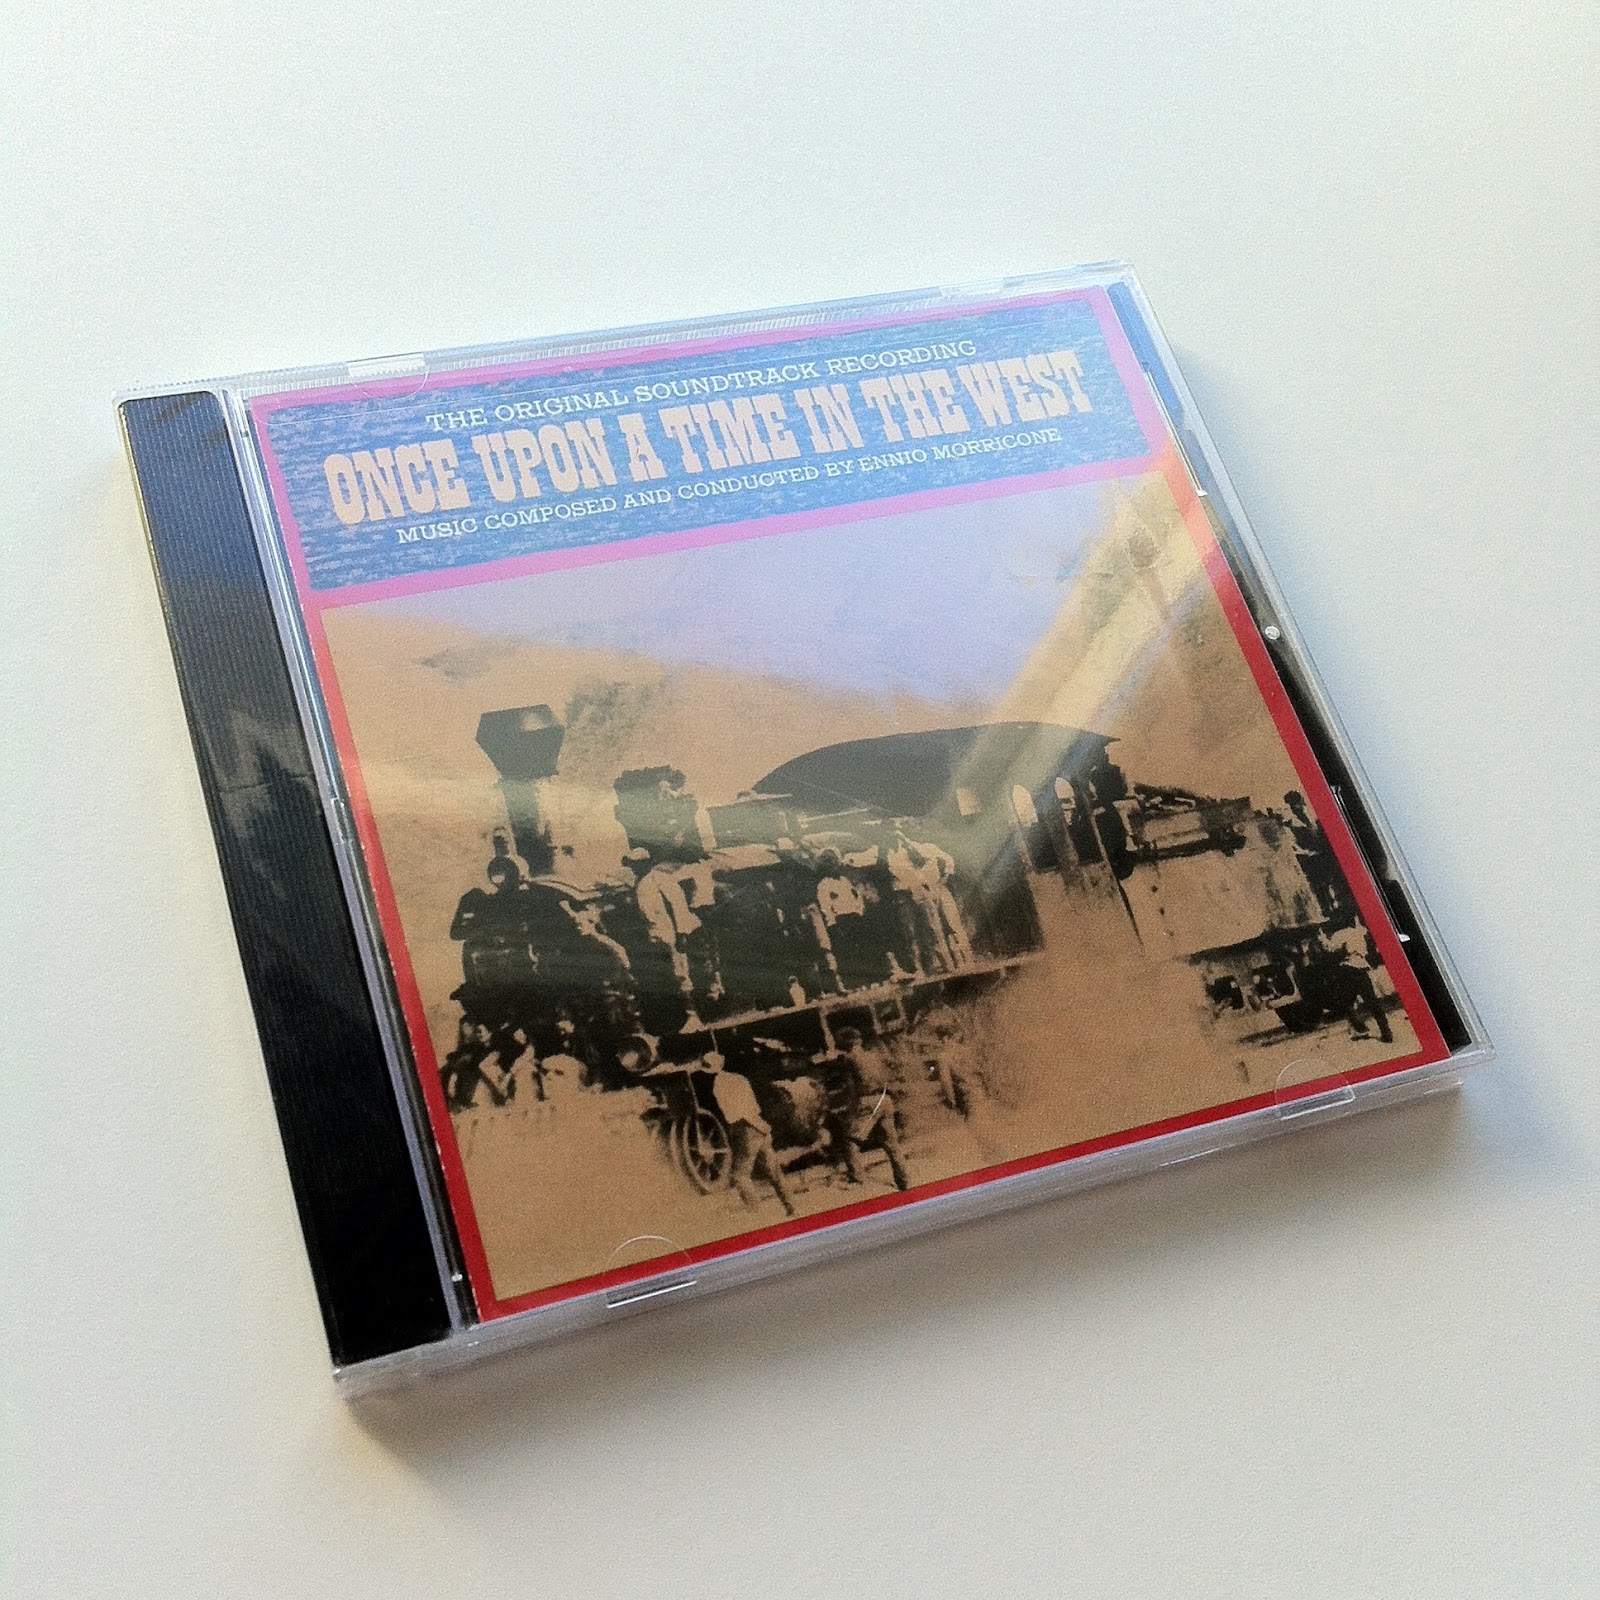 THE ORIGINAL SOUNDTRACK RECORDING
ONCE UPON A TIME IN THE WEST
MUSIC COMPOSED AND CONDUCTED BY ENNIO MORRICONE